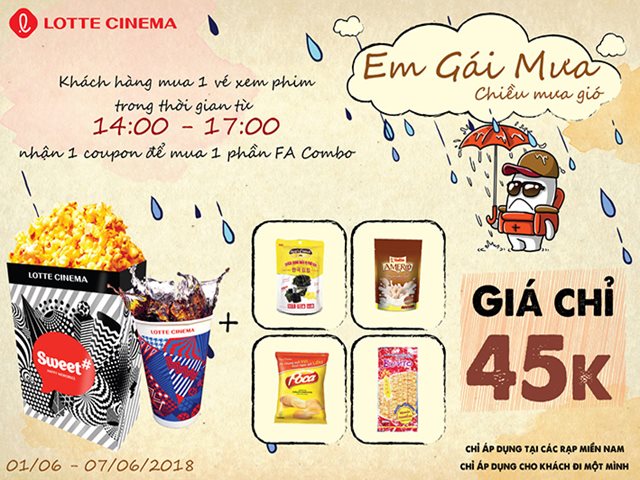 LOTTE CINEMA
Em Gái Mưa
Chiều mưa gió
Khách hàng mua 1 vé xem phim
trong thời gian từ
14:00 - 17:00
nhận 1 coupon để mua 1 phần FA Combo
LOTTE CINEMA
Sweet#
LOTTE CINEMA
+
AMERO
Poca
GIÁ CHỈ
45K
01/06 - 07/06/2018
CHỈ ÁP DỤNG TẠI CÁC RẠP MIỀN NAM
CHỈ ÁP DỤNG CHO KHÁCH ĐI MỘT MÌNH